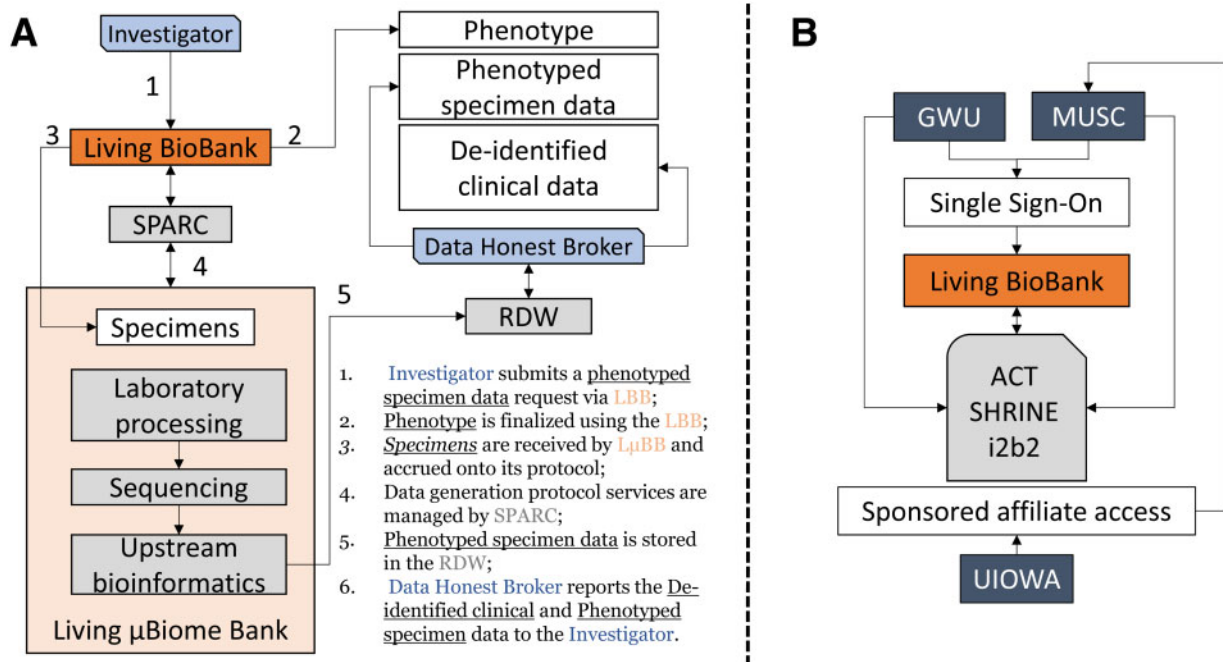 A
Investigator
1
3
Living BioBank
2
SPARC
4
Specimens
Laboratory
processing
Sequencing
Upstream
bioinformatics
Living µBiome Bank
Phenotype
Phenotyped
specimen data
De-identified
clinical data
Data Honest Broker
5
RDW
1. Investigator submits a phenotyped
specimen data request via LBB;
2. Phenotype is finalized using the LBB;
3. Specimens are received by LµBB and
accrued onto its protocol;
4. Data generation protocol services are
managed by SPARC;
5. Phenotyped specimen data is stored
in the RDW;
6. Data Honest Broker reports the De-
identified clinical and Phenotyped
specimen data to the Investigator.
B
GWU
MUSC
Single Sign-On
Living BioBank
ACT
SHRINE
i2b2
Sponsored affiliate access
UIOWA